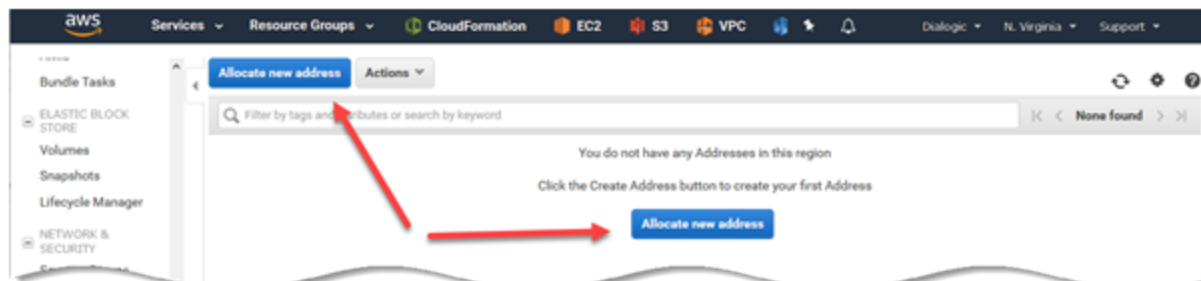 aws Services Resource Groups CloudFormation EC2 S3 VPC Dialogic N. Virginia Support
Bundle Tasks
ELASTIC BLOCK
STORE
Volumes
Snapshots
Lifecycle Manager
NETWORK &
SECURITY
Allocate new address Actions
Filter by tags and attributes or search by keyword
None found
You do not have any Addresses in this region
Click the Create Address button to create your first Address
Allocate new address